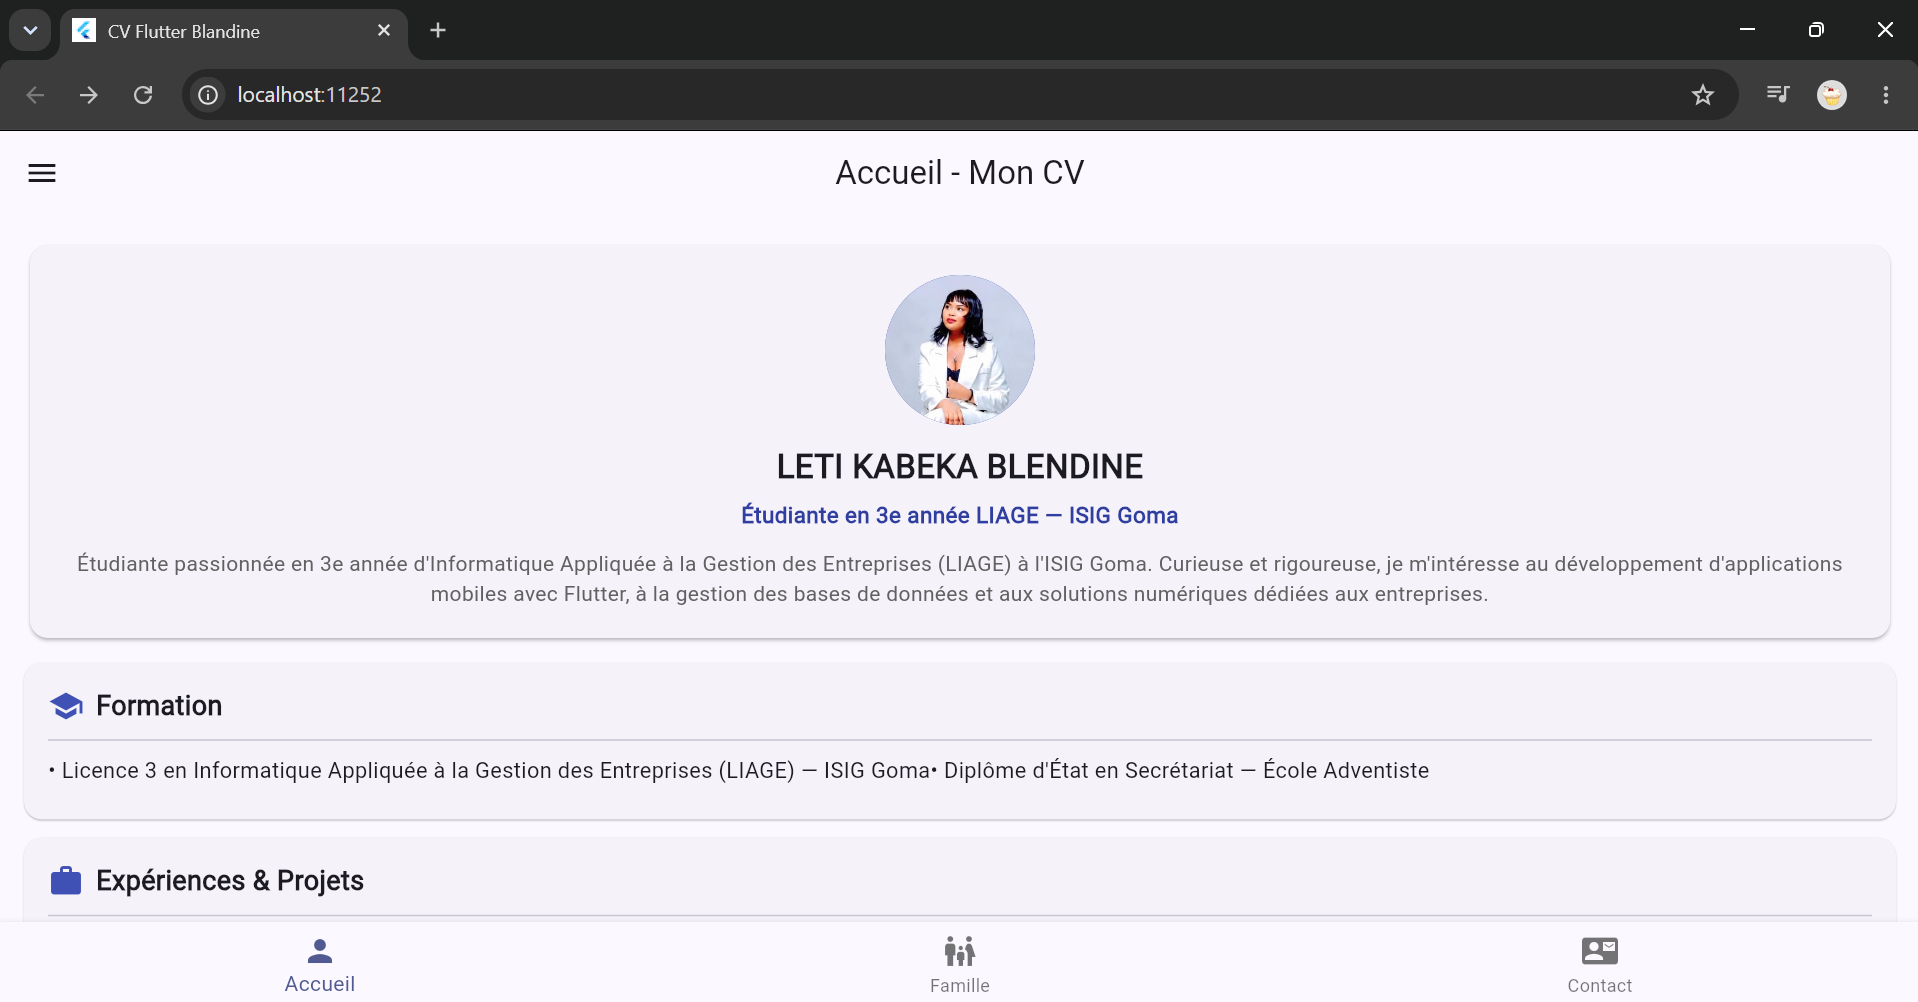 CV Flutter Blandine
localhost:11252
Accueil - Mon CV
LETI KABEKA BLENDINE
Étudiante en 3e année LIAGE — ISIG Goma
Étudiante passionnée en 3e année d'Informatique Appliquée à la Gestion des Entreprises (LIAGE) à l'ISIG Goma. Curieuse et rigoureuse, je m'intéresse au développement d'applications
mobiles avec Flutter, à la gestion des bases de données et aux solutions numériques dédiées aux entreprises.
Formation
• Licence 3 en Informatique Appliquée à la Gestion des Entreprises (LIAGE) — ISIG Goma• Diplôme d'État en Secrétariat — École Adventiste
Expériences & Projets
Accueil
Famille
Contact